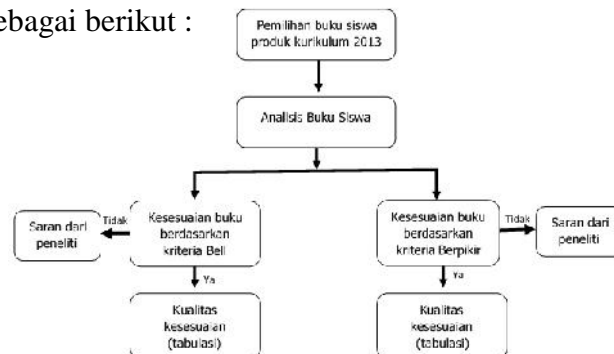 ebagai berikut :
Pemilihan buku siswa
produk kurikulum 2013
Analisis Buku Siswa
Saran dari
peneliti
Tidak
Kesesuaian buku
berdasarkan
kriteria Bell
Kesesuaian buku
berdasarkan
kriteria Berpikir
Tidak
Saran dari
peneliti
Ya
Ya
Kualitas
kesesuaian
(tabulasi)
Kualitas
kesesuaian
(tabulasi)